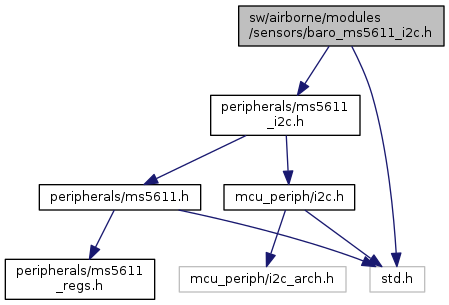 sw/airborne/modules
/sensors/baro_ms5611_i2c.h
peripherals/ms5611
_i2c.h
peripherals/ms5611.h
mcu_periph/i2c.h
peripherals/ms5611
_regs.h
mcu_periph/i2c_arch.h
std.h